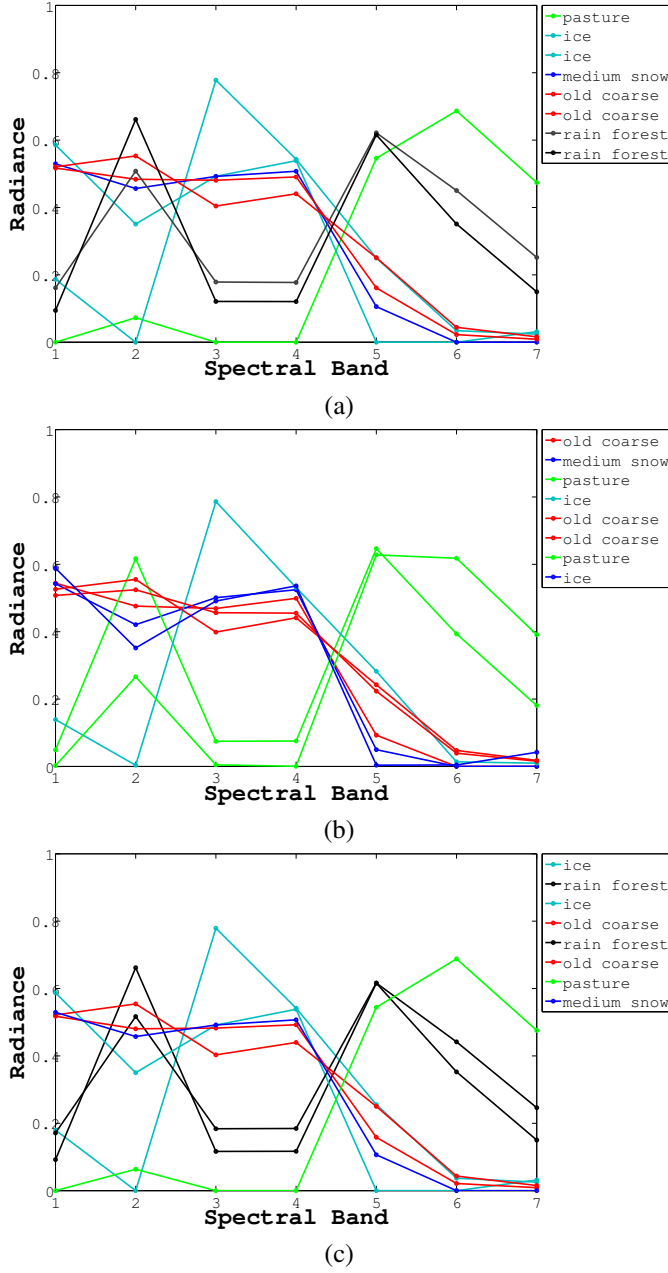 1
0.8
0.6
0.4
0.2
0
1 2 3 4 5 6 7
Radiance
Spectral Band
pasture
ice
ice
medium snow
old coarse
old coarse
rain forest
rain forest
(a)
1
0.8
0.6
0.4
0.2
0
1 2 3 4 5 6 7
Radiance
Spectral Band
old coarse
medium snow
pasture
ice
old coarse
old coarse
pasture
ice
(b)
1
0.8
0.6
0.4
0.2
0
1 2 3 4 5 6 7
Radiance
Spectral Band
ice
rain forest
ice
old coarse
rain forest
old coarse
pasture
medium snow
(c)